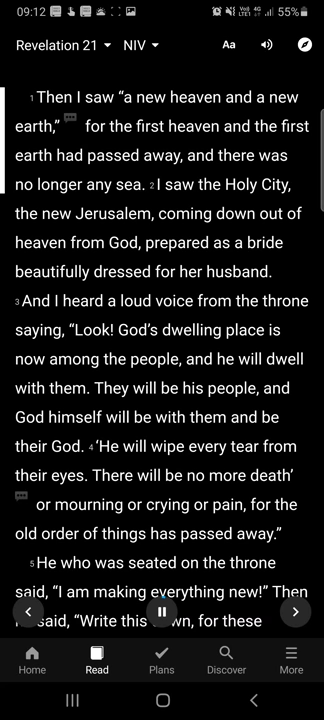 09:12
Vo)) 4G
LTE1
55%
Revelation 21 NIV Aa
1 Then I saw “a new heaven and a new
earth,” for the first heaven and the first
earth had passed away, and there was
no longer any sea. 2 I saw the Holy City,
the new Jerusalem, coming down out of
heaven from God, prepared as a bride
beautifully dressed for her husband.
3 And I heard a loud voice from the throne
saying, “Look! God’s dwelling place is
now among the people, and he will dwell
with them. They will be his people, and
God himself will be with them and be
their God. 4 ‘He will wipe every tear from
their eyes. There will be no more death’
or mourning or crying or pain, for the
old order of things has passed away.”
5 He who was seated on the throne
said, “I am making everything new!” Then
said, “Write this for these
Home Read Plans Discover More